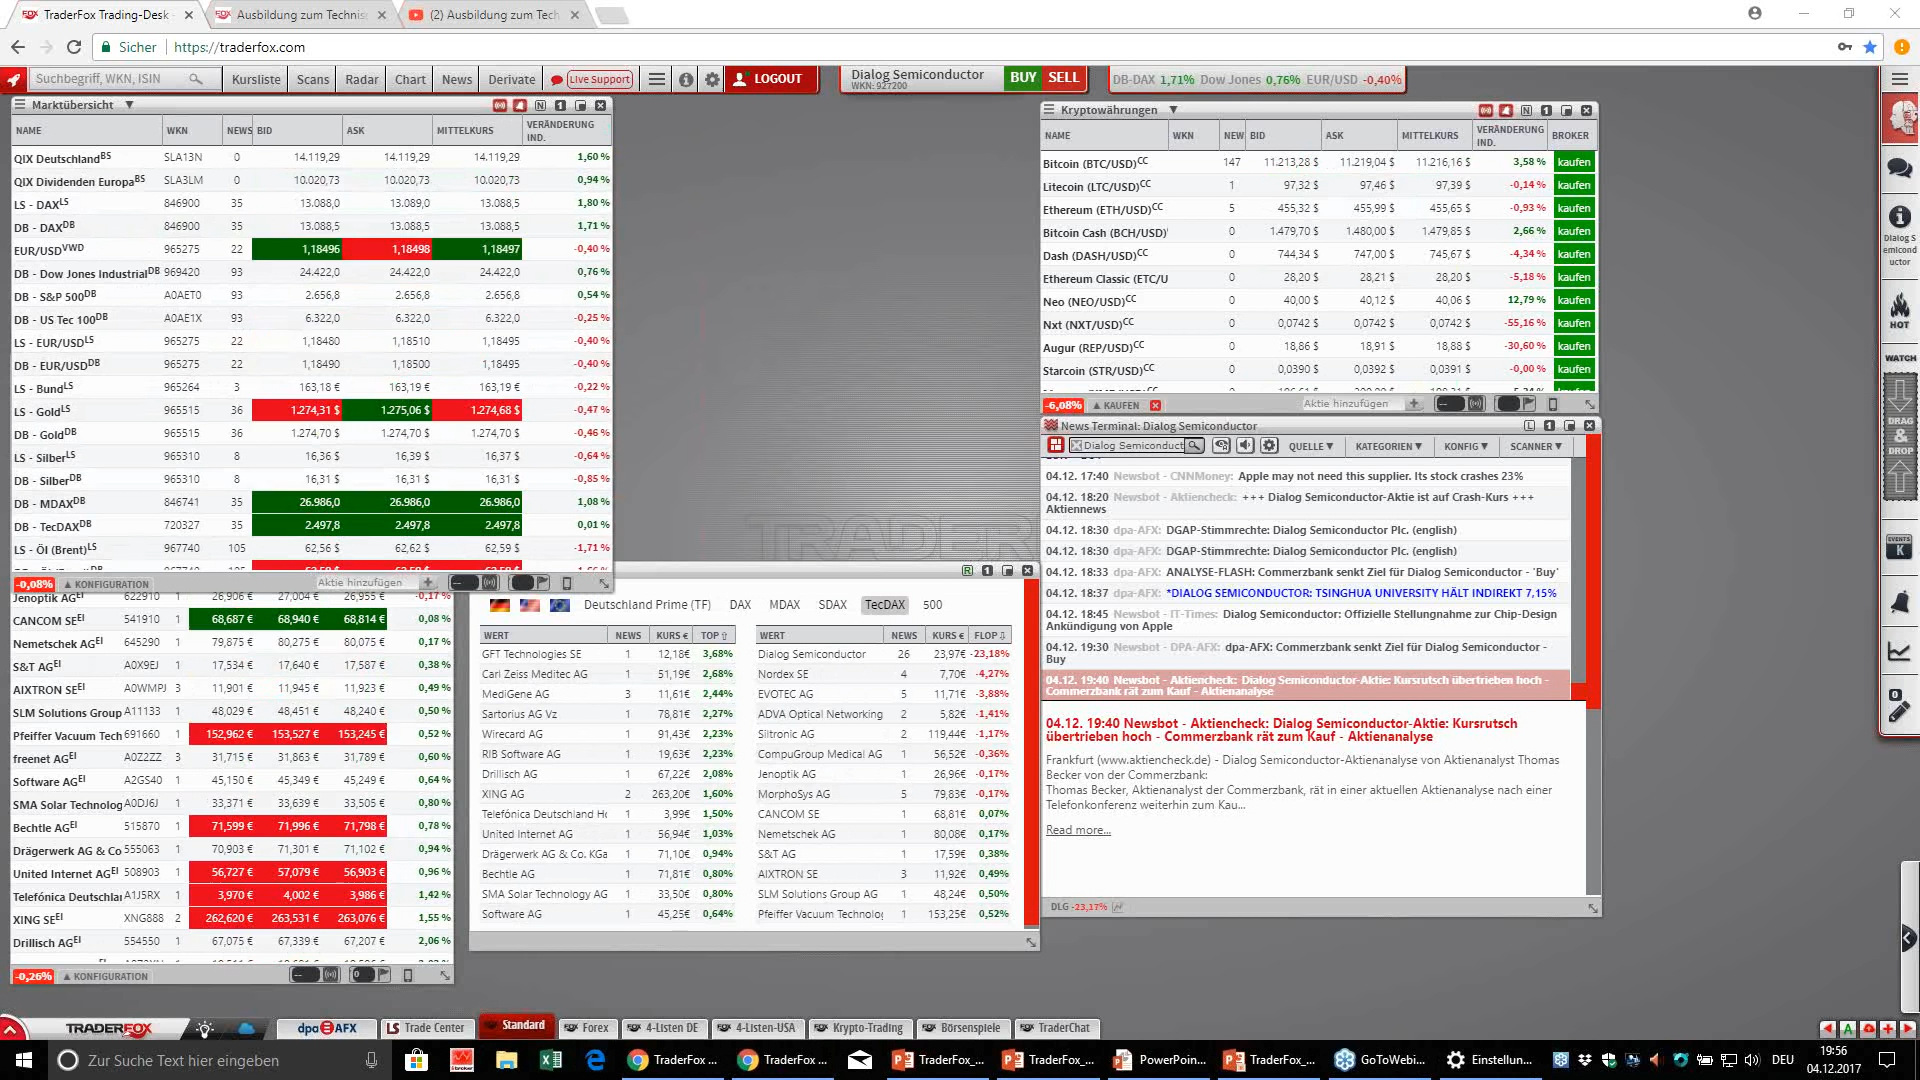 TraderFox Trading-Desk -
Ausbildung zum Technis
(2) Ausbildung zum Tech
Sicher https://traderfox.com
Suchbegriff, WKN, ISIN
Kursliste Scans Radar Chart News Derivate Live Support LOGOUT
Dialog Semiconductor
WKN: 927200
BUY SELL
DB-DAX 1,71% Dow Jones 0,76% EUR/USD -0,40%
Marktübersicht
NAME WKN NEWS BID ASK MITTELKURS VERÄNDERUNG IND.
QIX Deutschland BS SLA13N 0 14.119,29 14.119,29 14.119,29 1,60 %
QIX Dividenden Europa BS SLA3LM 0 10.020,73 10.020,73 10.020,73 0,94 %
LS - DAX LS 846900 35 13.088,0 13.089,0 13.088,5 1,80 %
DB - DAX DB 846900 35 13.088,5 13.088,5 13.088,5 1,71 %
EUR/USD VWD 965275 22 1,18496 1,18498 1,18497 -0,40 %
DB - Dow Jones Industrial DB 969420 93 24.422,0 24.422,0 24.422,0 0,76 %
DB - S&P 500 DB A0AET0 93 2.656,8 2.656,8 2.656,8 0,54 %
DB - US Tec 100 DB A0AE1X 93 6.322,0 6.322,0 6.322,0 -0,25 %
LS - EUR/USD LS 965275 22 1,18480 1,18510 1,18495 -0,40 %
DB - EUR/USD DB 965275 22 1,18490 1,18500 1,18495 -0,40 %
LS - Bund LS 965264 3 163,18 € 163,19 € 163,19 € -0,22 %
LS - Gold LS 965515 36 1.274,31 $ 1.275,06 $ 1.274,68 $ -0,47 %
DB - Gold DB 965515 36 1.274,70 $ 1.274,70 $ 1.274,70 $ -0,46 %
LS - Silber LS 965310 8 16,36 $ 16,39 $ 16,37 $ -0,64 %
DB - Silber DB 965310 8 16,31 $ 16,31 $ 16,31 $ -0,85 %
DB - MDAX DB 846741 35 26.986,0 26.986,0 26.986,0 1,08 %
DB - TecDAX DB 720327 35 2.497,8 2.497,8 2.497,8 0,01 %
LS - Öl (Brent) LS 967740 105 62,56 $ 62,62 $ 62,59 $ -1,71 %
-0,08% ▲ KONFIGURATION Aktie hinzufügen
Jenoptik AG EI 622910 1 26,906 € 27,004 € 26,955 € -0,17 %
CANCOM SE EI 541910 1 68,687 € 68,940 € 68,814 € 0,08 %
Nemetschek AG EI 645290 1 79,875 € 80,275 € 80,075 € 0,17 %
S&T AG EI A0X9EJ 1 17,534 € 17,640 € 17,587 € 0,38 %
AIXTRON SE EI A0WMPJ 3 11,901 € 11,945 € 11,923 € 0,49 %
SLM Solutions Group A11133 1 48,029 € 48,451 € 48,240 € 0,50 %
Pfeiffer Vacuum Tech 691660 1 152,962 € 153,527 € 153,245 € 0,52 %
freenet AG EI A0Z2ZZ 3 31,715 € 31,863 € 31,789 € 0,60 %
Software AG EI A2GS40 1 45,150 € 45,349 € 45,249 € 0,64 %
SMA Solar Technolog A0DJ6J 1 33,371 € 33,639 € 33,505 € 0,80 %
Bechtle AG EI 515870 1 71,599 € 71,996 € 71,798 € 0,78 %
Drägerwerk AG & Co 555063 1 70,903 € 71,301 € 71,102 € 0,94 %
United Internet AG EI 508903 1 56,727 € 57,079 € 56,903 € 0,96 %
Telefónica Deutschla A1J5RX 1 3,970 € 4,002 € 3,986 € 1,42 %
XING SE EI XNG888 2 262,620 € 263,531 € 263,076 € 1,55 %
Drillisch AG EI 554550 1 67,075 € 67,339 € 67,207 € 2,06 %
-0,26% ▲ KONFIGURATION 0
Deutschland Prime (TF) DAX MDAX SDAX TecDAX 500
WERT NEWS KURS € TOP WERT NEWS KURS € FLOP
GFT Technologies SE 1 12,18€ 3,68% Dialog Semiconductor 26 23,97€ -23,18%
Carl Zeiss Meditec AG 1 51,19€ 2,68% Nordex SE 4 7,70€ -4,27%
MediGene AG 3 11,61€ 2,44% EVOTEC AG 5 11,71€ -3,88%
Sartorius AG Vz 1 78,81€ 2,27% ADVA Optical Networking 2 5,82€ -1,41%
Wirecard AG 1 91,43€ 2,23% Siltronic AG 2 119,44€ -1,17%
RIB Software AG 1 19,63€ 2,23% CompuGroup Medical AG 1 56,52€ -0,36%
Drillisch AG 1 67,22€ 2,08% Jenoptik AG 1 26,96€ -0,17%
XING AG 2 263,20€ 1,60% MorphoSys AG 5 79,83€ -0,17%
Telefónica Deutschland Ho 1 3,99€ 1,50% CANCOM SE 1 68,81€ 0,07%
United Internet AG 1 56,94€ 1,03% Nemetschek AG 1 80,08€ 0,17%
Drägerwerk AG & Co. KGa 1 71,10€ 0,94% S&T AG 1 17,59€ 0,38%
Bechtle AG 1 71,81€ 0,80% AIXTRON SE 3 11,92€ 0,49%
SMA Solar Technology AG 1 33,50€ 0,80% SLM Solutions Group AG 1 48,24€ 0,50%
Software AG 1 45,25€ 0,64% Pfeiffer Vacuum Technolog 1 153,25€ 0,52%
TRADER
Kryptowährungen
NAME WKN NEW BID ASK MITTELKURS VERÄNDERUNG IND. BROKER
Bitcoin (BTC/USD) CC 147 11.213,28 $ 11.219,04 $ 11.216,16 $ 3,58 % kaufen
Litecoin (LTC/USD) CC 1 97,32 $ 97,46 $ 97,39 $ -0,14 % kaufen
Ethereum (ETH/USD) CC 5 455,32 $ 455,99 $ 455,65 $ -0,93 % kaufen
Bitcoin Cash (BCH/USD) 0 1.479,70 $ 1.480,00 $ 1.479,85 $ 2,66 % kaufen
Dash (DASH/USD) CC 0 744,34 $ 747,00 $ 745,67 $ -4,34 % kaufen
Ethereum Classic (ETC/U 0 28,20 $ 28,21 $ 28,20 $ -5,18 % kaufen
Neo (NEO/USD) CC 0 40,00 $ 40,12 $ 40,06 $ 12,79 % kaufen
Nxt (NXT/USD) CC 0 0,0742 $ 0,0742 $ 0,0742 $ -55,16 % kaufen
Augur (REP/USD) CC 0 18,86 $ 18,91 $ 18,88 $ -30,60 % kaufen
Starcoin (STR/USD) CC 0 0,0390 $ 0,0392 $ 0,0391 $ -0,00 % kaufen
-6,08% ▲ KAUFEN Aktie hinzufügen
News Terminal: Dialog Semiconductor
Dialog Semiconduct QUELLE KATEGORIEN KONFIG SCANNER
04.12. 17:40 Newsbot - CNNMoney: Apple may not need this supplier. Its stock crashes 23%
04.12. 18:20 Newsbot - Aktiencheck: +++ Dialog Semiconductor-Aktie ist auf Crash-Kurs +++
Aktiennews
04.12. 18:30 dpa-AFX: DGAP-Stimmrechte: Dialog Semiconductor Plc. (english)
04.12. 18:30 dpa-AFX: DGAP-Stimmrechte: Dialog Semiconductor Plc. (english)
04.12. 18:33 dpa-AFX: ANALYSE-FLASH: Commerzbank senkt Ziel für Dialog Semiconductor - 'Buy'
04.12. 18:37 dpa-AFX: *DIALOG SEMICONDUCTOR: TSINGHUA UNIVERSITY HÄLT INDIREKT 7,15%
04.12. 18:45 Newsbot - IT-Times: Dialog Semiconductor: Offizielle Stellungnahme zur Chip-Design
Ankündigung von Apple
04.12. 19:30 Newsbot - DPA-AFX: dpa-AFX: Commerzbank senkt Ziel für Dialog Semiconductor -
Buy
04.12. 19:40 Newsbot - Aktiencheck: Dialog Semiconductor-Aktie: Kursrutsch übertrieben hoch -
Commerzbank rät zum Kauf - Aktienanalyse
04.12. 19:40 Newsbot - Aktiencheck: Dialog Semiconductor-Aktie: Kursrutsch
übertrieben hoch - Commerzbank rät zum Kauf - Aktienanalyse
Frankfurt (www.aktiencheck.de) - Dialog Semiconductor-Aktienanalyse von Aktienanalyst Thomas
Becker von der Commerzbank:
Thomas Becker, Aktienanalyst der Commerzbank, rät in einer aktuellen Aktienanalyse nach einer
Telefonkonferenz weiterhin zum Kau...
Read more...
DLG -23,17%
Dialog S
emicond
uctor
HOT
WATCH
DRAG
&
DROP
EVENTS
K
0
TRADERFOX dpa AFX LS Trade Center Standard Forex 4-Listen DE 4-Listen-USA Krypto-Trading Börsenspiele TraderChat
A
Zur Suche Text hier eingeben
TraderFox ... TraderFox ... TraderFox_... TraderFox_... PowerPoin... TraderFox_... GoToWebi... Einstellun...
DEU
19:56
04.12.2017